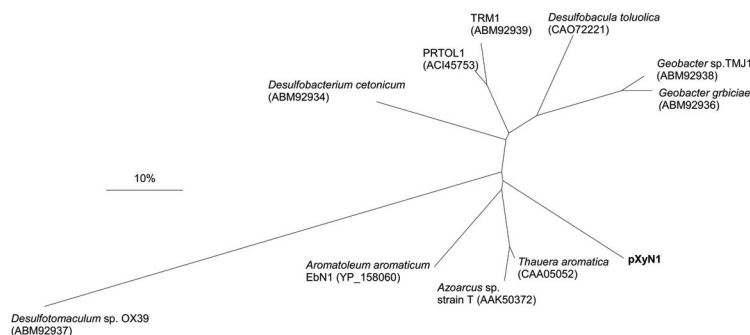 TRM1
(ABM92939)
Desulfobacula toluolica
(CAO72221)
PRTOL1
(ACI45753)
Geobacter sp.TMJ1
(ABM92938)
Desulfobacterium cetonicum
(ABM92934)
Geobacter grbiciae
(ABM92936)
10%
Aromatoleum aromaticum
EbN1 (YP_158060)
Thauera aromatica
(CAA05052)
pXyN1
Azoarcus sp.
strain T (AAK50372)
Desulfotomaculum sp. OX39
(ABM92937)